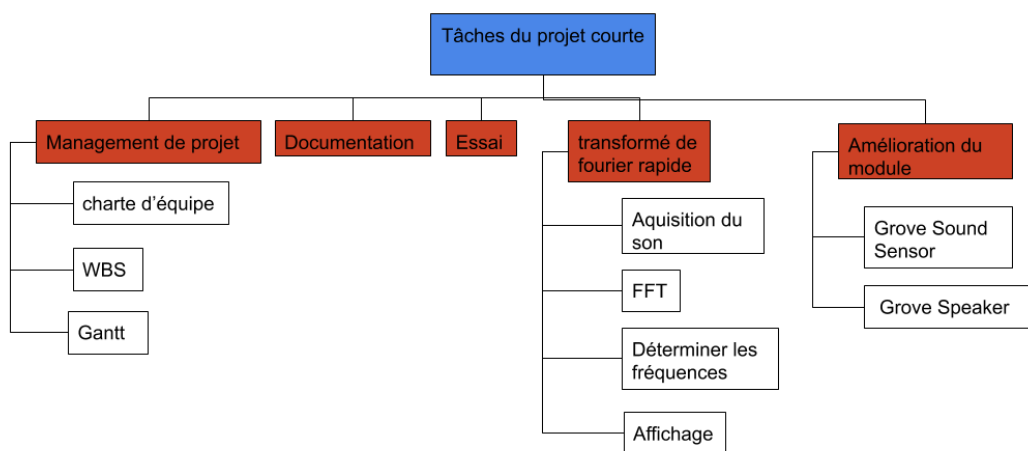 Tâches du projet courte
Management de projet
Documentation
Essai
transformé de
fourier rapide
Amélioration du
module
charte d'équipe
WBS
Gantt
Aquisition du
son
FFT
Déterminer les
fréquences
Affichage
Grove Sound
Sensor
Grove Speaker